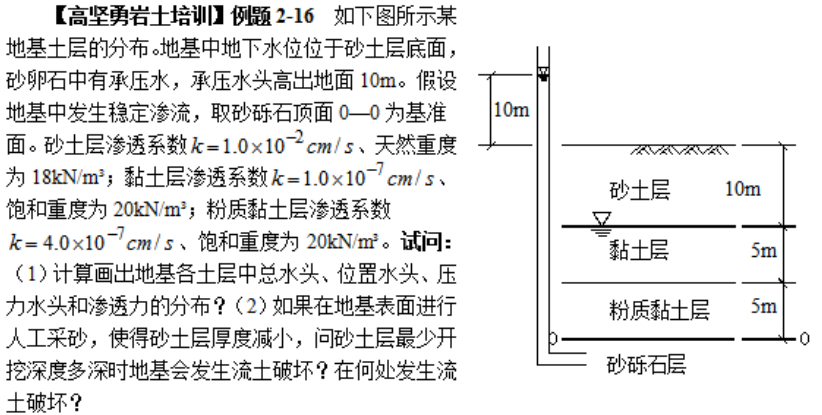 【高坚勇岩土培训】例题 2-16 如下图所示某
地基土层的分布。地基中地下水位位于砂土层底面，
砂卵石中有承压水，承压水头高出地面 10m。假设
地基中发生稳定渗流，取砂砾石顶面 0—0 为基准
面。砂土层渗透系数 k=1.0×10⁻² cm/s、天然重度
为 18kN/m³；黏土层渗透系数 k=1.0×10⁻⁷ cm/s、
饱和重度为 20kN/m³；粉质黏土层渗透系数
k=4.0×10⁻⁷ cm/s、饱和重度为 20kN/m³。试问：
（1）计算画出地基各土层中总水头、位置水头、压
力水头和渗透力的分布？（2）如果在地基表面进行
人工采砂，使得砂土层厚度减小，问砂土层最少开
挖深度多深时地基会发生流土破坏？在何处发生流
土破坏？
10m
砂土层 10m
黏土层 5m
粉质黏土层 5m
0 0
砂砾石层